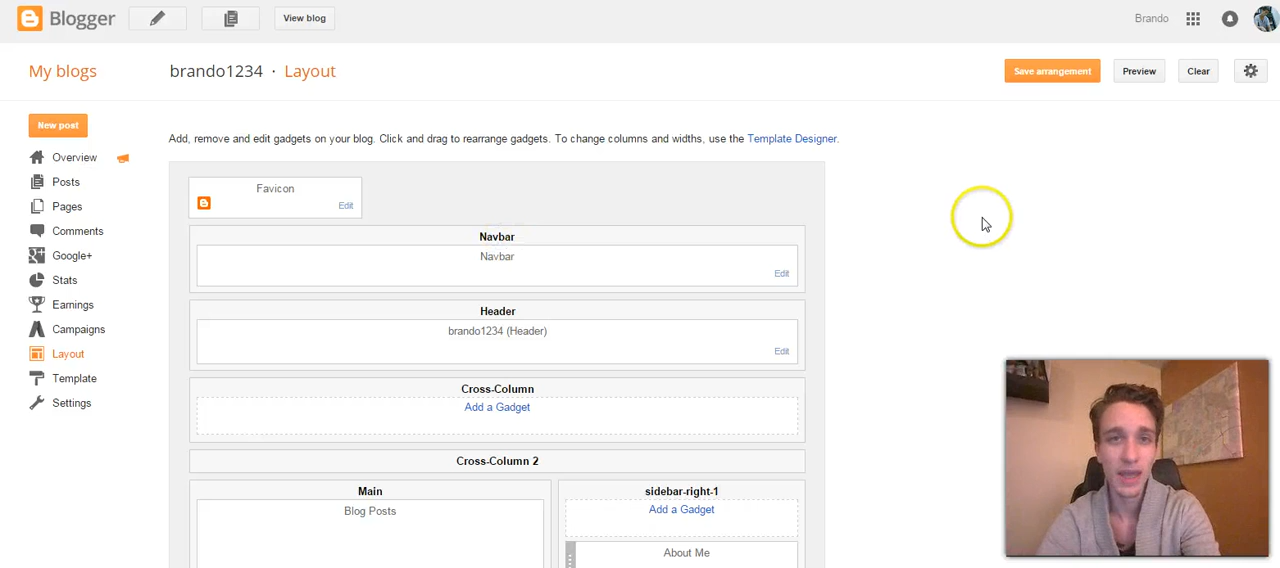 Blogger
View blog
Brando
My blogs
brando1234 · Layout
Save arrangement
Preview
Clear
New post
Overview
Posts
Pages
Comments
Google+
Stats
Earnings
Campaigns
Layout
Template
Settings
Add, remove and edit gadgets on your blog. Click and drag to rearrange gadgets. To change columns and widths, use the Template Designer.
Favicon
Edit
Navbar
Navbar
Edit
Header
brando1234 (Header)
Edit
Cross-Column
Add a Gadget
Cross-Column 2
Main
Blog Posts
sidebar-right-1
Add a Gadget
About Me